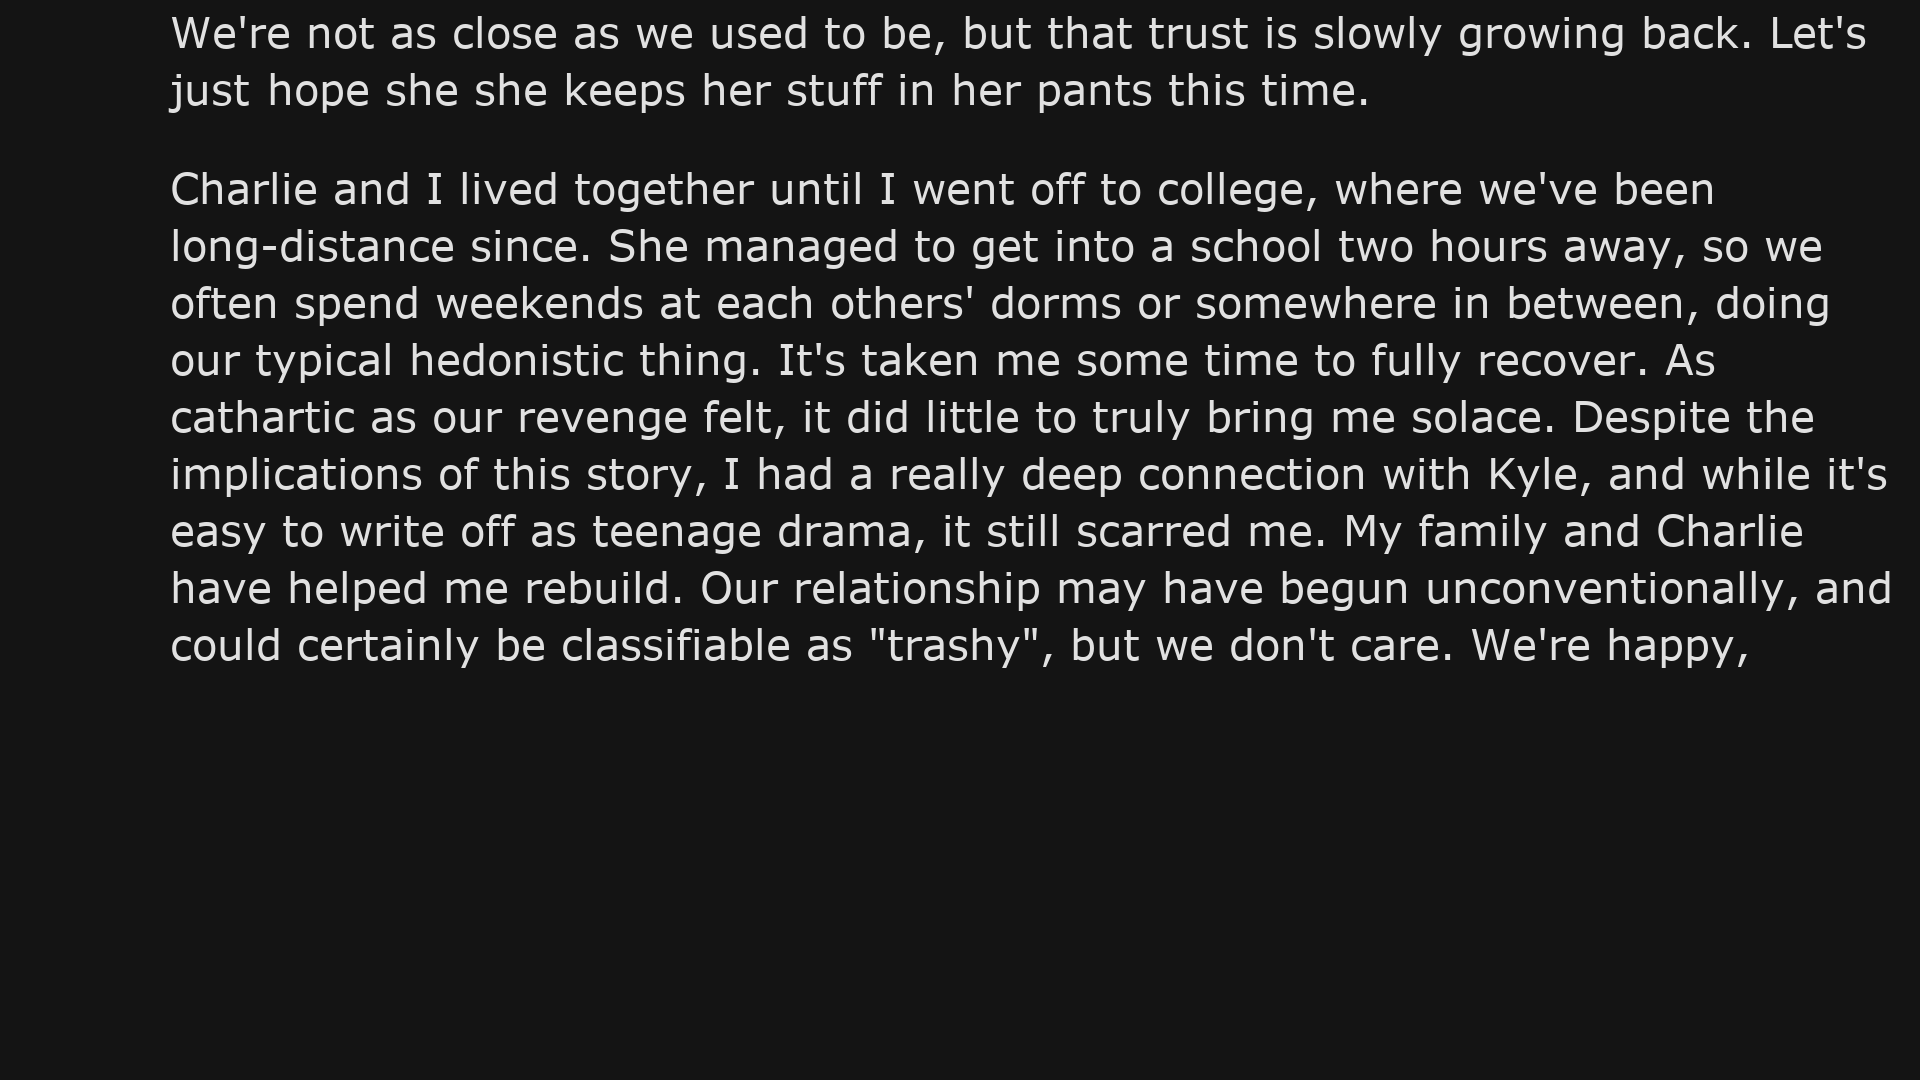 We're not as close as we used to be, but that trust is slowly growing back. Let's
just hope she she keeps her stuff in her pants this time.
Charlie and I lived together until I went off to college, where we've been
long-distance since. She managed to get into a school two hours away, so we
often spend weekends at each others' dorms or somewhere in between, doing
our typical hedonistic thing. It's taken me some time to fully recover. As
cathartic as our revenge felt, it did little to truly bring me solace. Despite the
implications of this story, I had a really deep connection with Kyle, and while it's
easy to write off as teenage drama, it still scarred me. My family and Charlie
have helped me rebuild. Our relationship may have begun unconventionally, and
could certainly be classifiable as "trashy", but we don't care. We're happy,